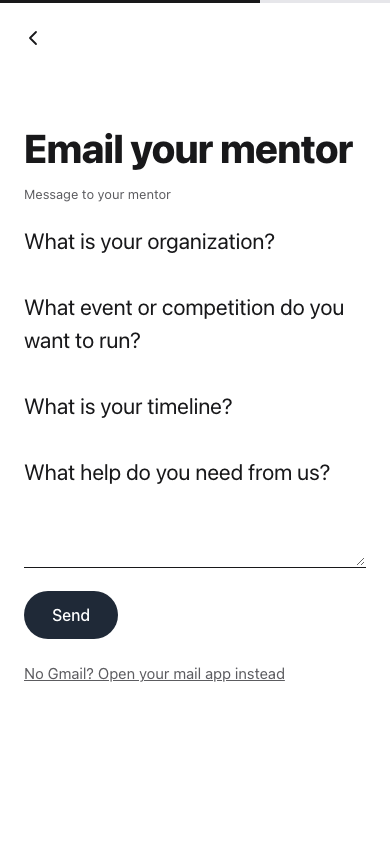 Email your mentor
Message to your mentor
What is your organization?
What event or competition do you
want to run?
What is your timeline?
What help do you need from us?
Send
No Gmail? Open your mail app instead